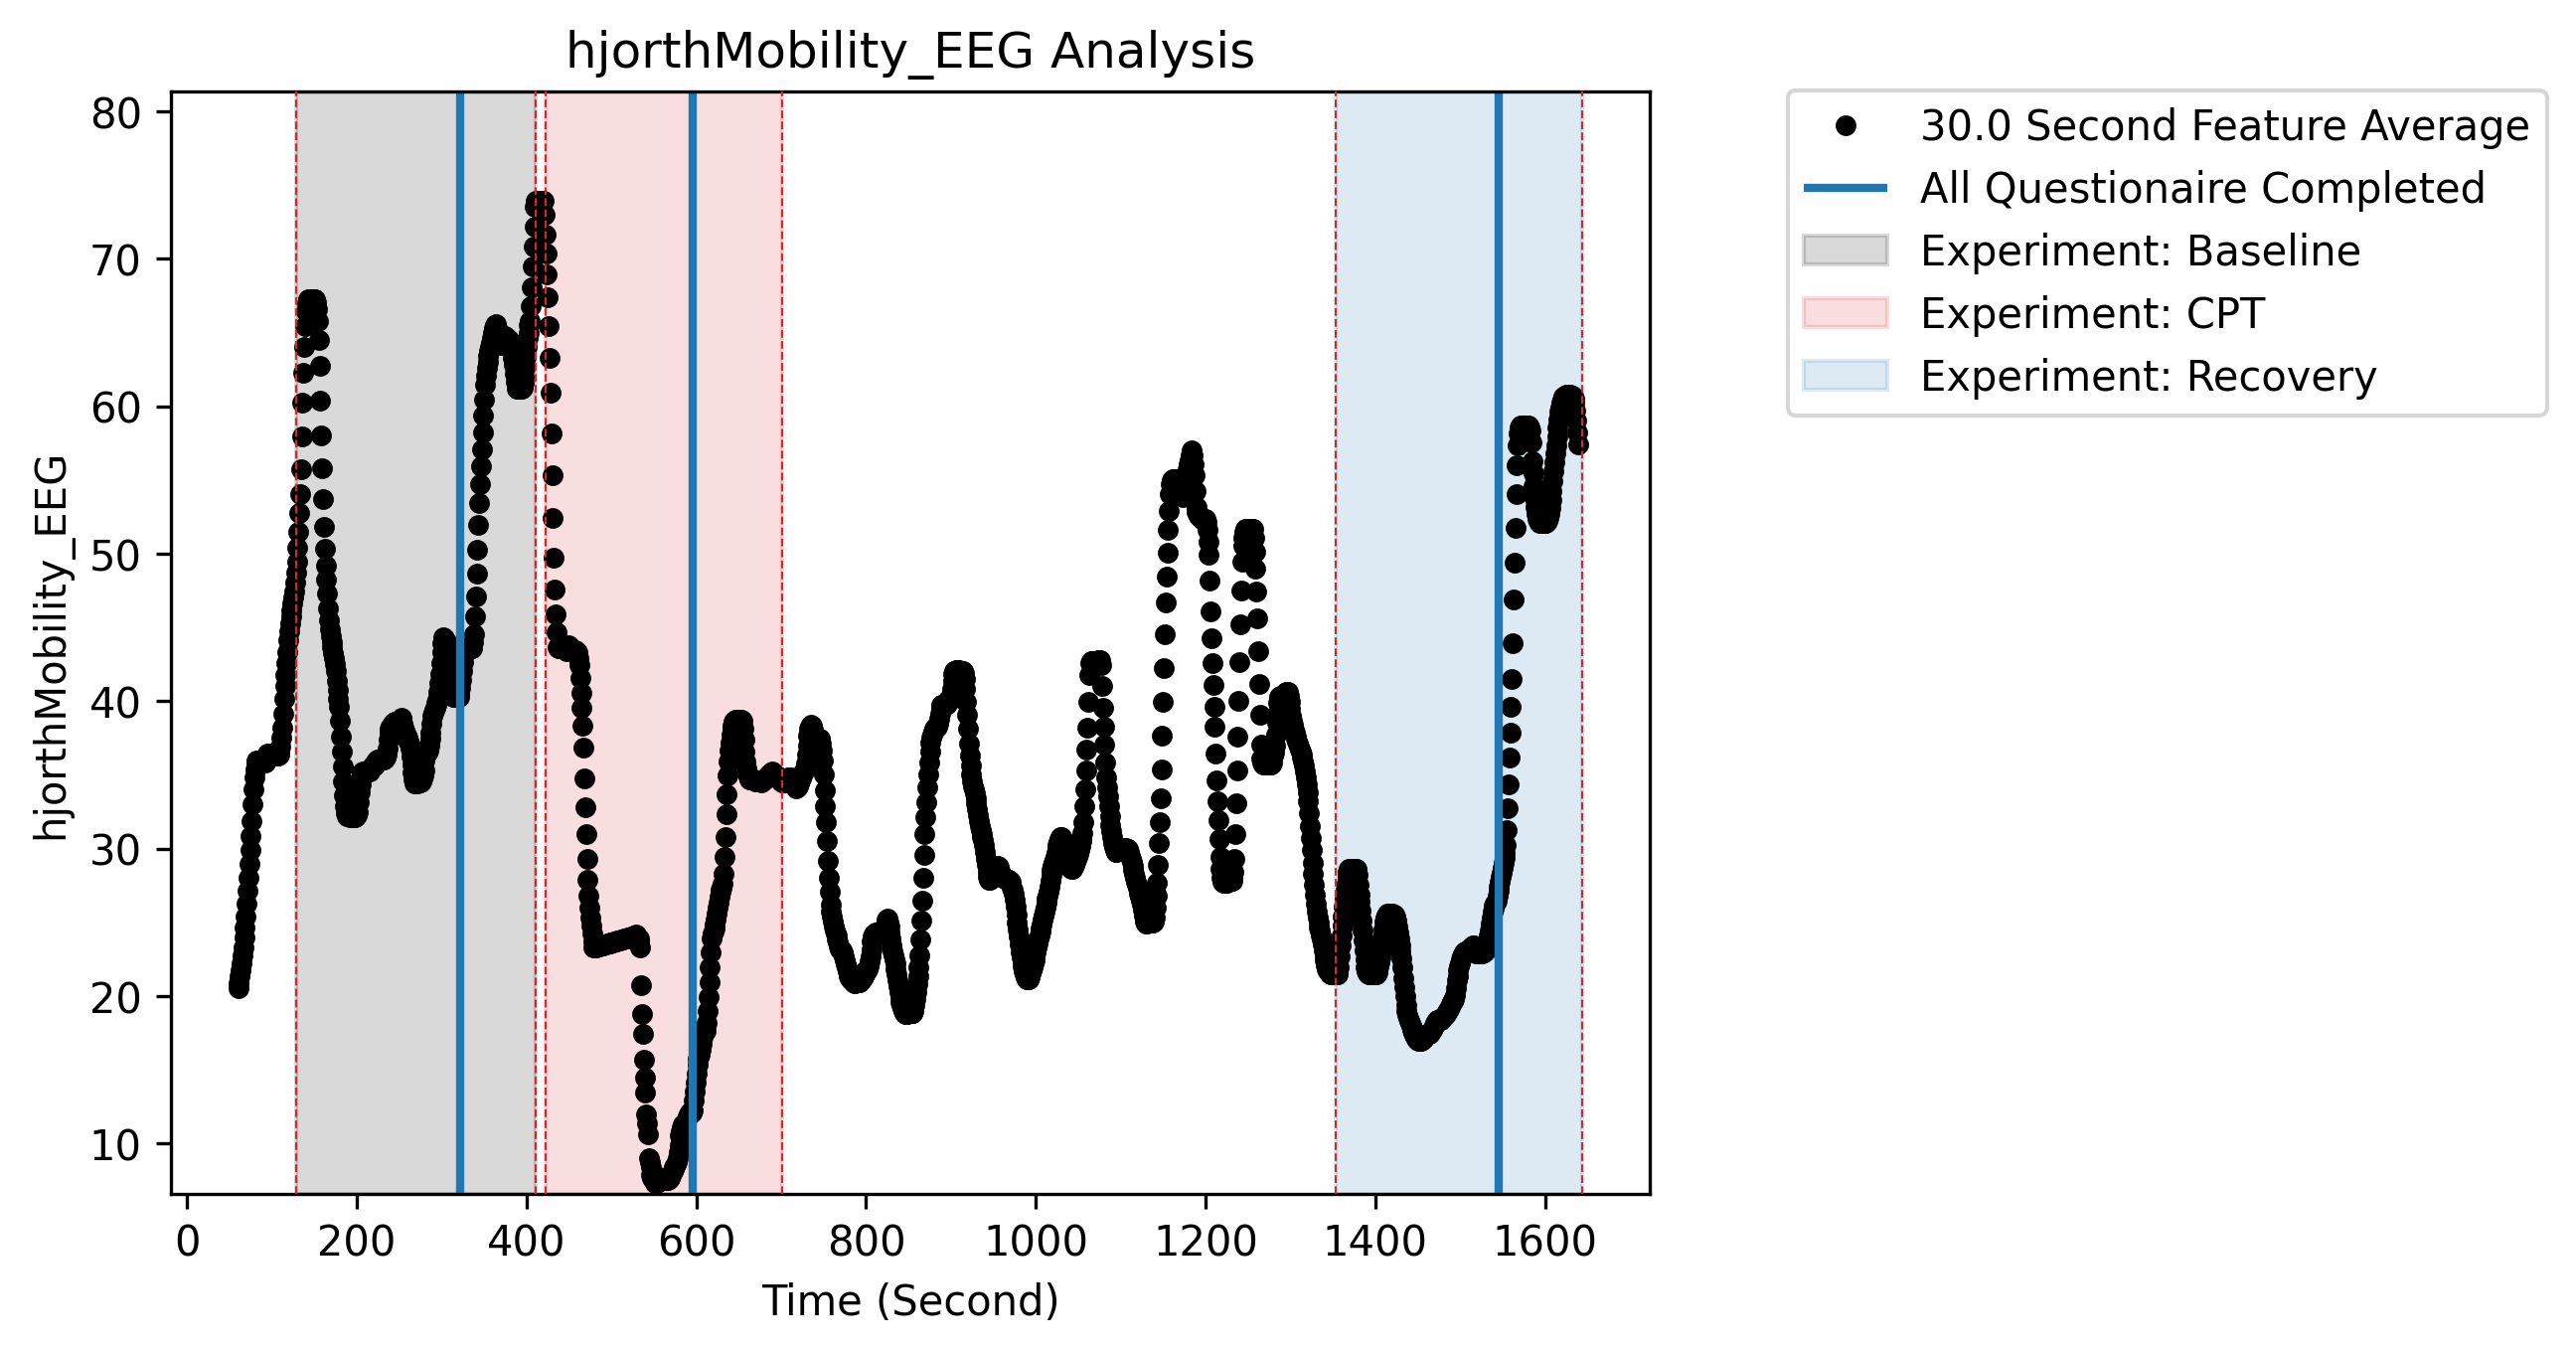 hjorthMobility_EEG Analysis
80
70
60
50
40
30
20
10
hjorthMobility_EEG
0 200 400 600 800 1000 1200 1400 1600
Time (Second)
30.0 Second Feature Average
All Questionaire Completed
Experiment: Baseline
Experiment: CPT
Experiment: Recovery